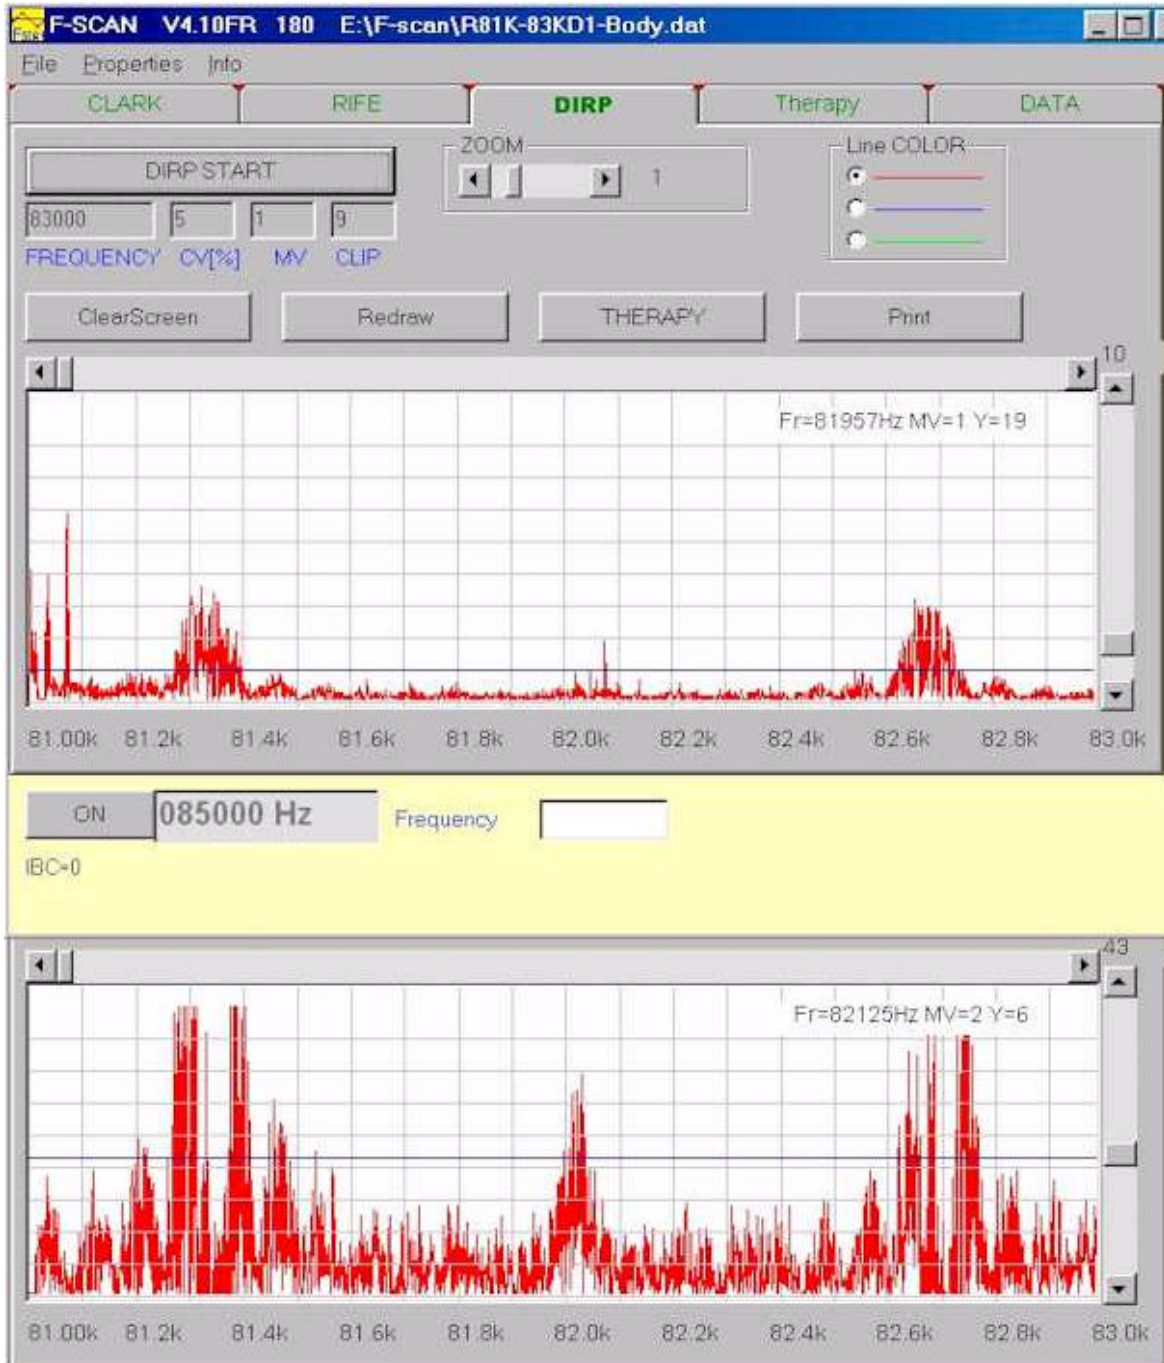 F-SCAN V4.10FR 180 E:\F-scan\R81K-83KD1-Body.dat
File Properties Info
CLARK RIFE DIRP Therapy DATA
DIRP START ZOOM 1 Line COLOR
83000 5 1 9
FREQUENCY CV[%] MV CLIP
ClearScreen Redraw THERAPY Print
10
Fr=81957Hz MV=1 Y=19
81.00k 81.2k 81.4k 81.6k 81.8k 82.0k 82.2k 82.4k 82.6k 82.8k 83.0k
ON 085000 Hz Frequency
IBC=0
43
Fr=82125Hz MV=2 Y=6
81.00k 81.2k 81.4k 81.6k 81.8k 82.0k 82.2k 82.4k 82.6k 82.8k 83.0k